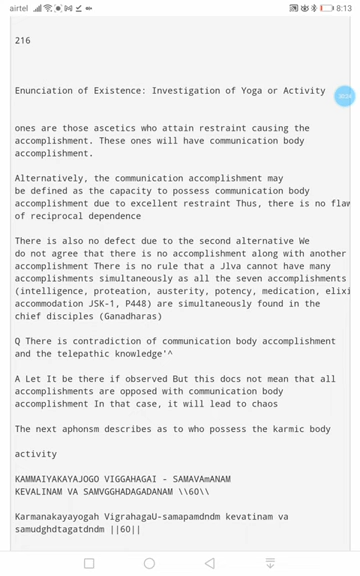 airtel 8:13
216
Enunciation of Existence: Investigation of Yoga or Activity
ones are those ascetics who attain restraint causing the
accomplishment. These ones will have communication body
accomplishment.
Alternatively, the communication accomplishment may
be defined as the capacity to possess communication body
accomplishment due to excellent restraint Thus, there is no flaw
of reciprocal dependence
There is also no defect due to the second alternative We
do not agree that there is no accomplishment along with another
accomplishment There is no rule that a Jlva cannot have many
accomplishments simultaneously as all the seven accomplishments
(intelligence, proteation, austerity, potency, medication, elixi
accommodation JSK-1, P448) are simultaneously found in the
chief disciples (Ganadharas)
Q There is contradiction of communication body accomplishment
and the telepathic knowledge'^
A Let It be there if observed But this docs not mean that all
accomplishments are opposed with communication body
accomplishment In that case, it will lead to chaos
The next aphonsm describes as to who possess the karmic body
activity
KAMMAIYAKAYAJOGO VIGGAHAGAI - SAMAVAmANAM
KEVALINAM VA SAMVGGHADAGADANAM \\60\\
Karmanakayayogah VigrahagaU-samapamdndm kevatinam va
samudghdtagatdndm ||60||